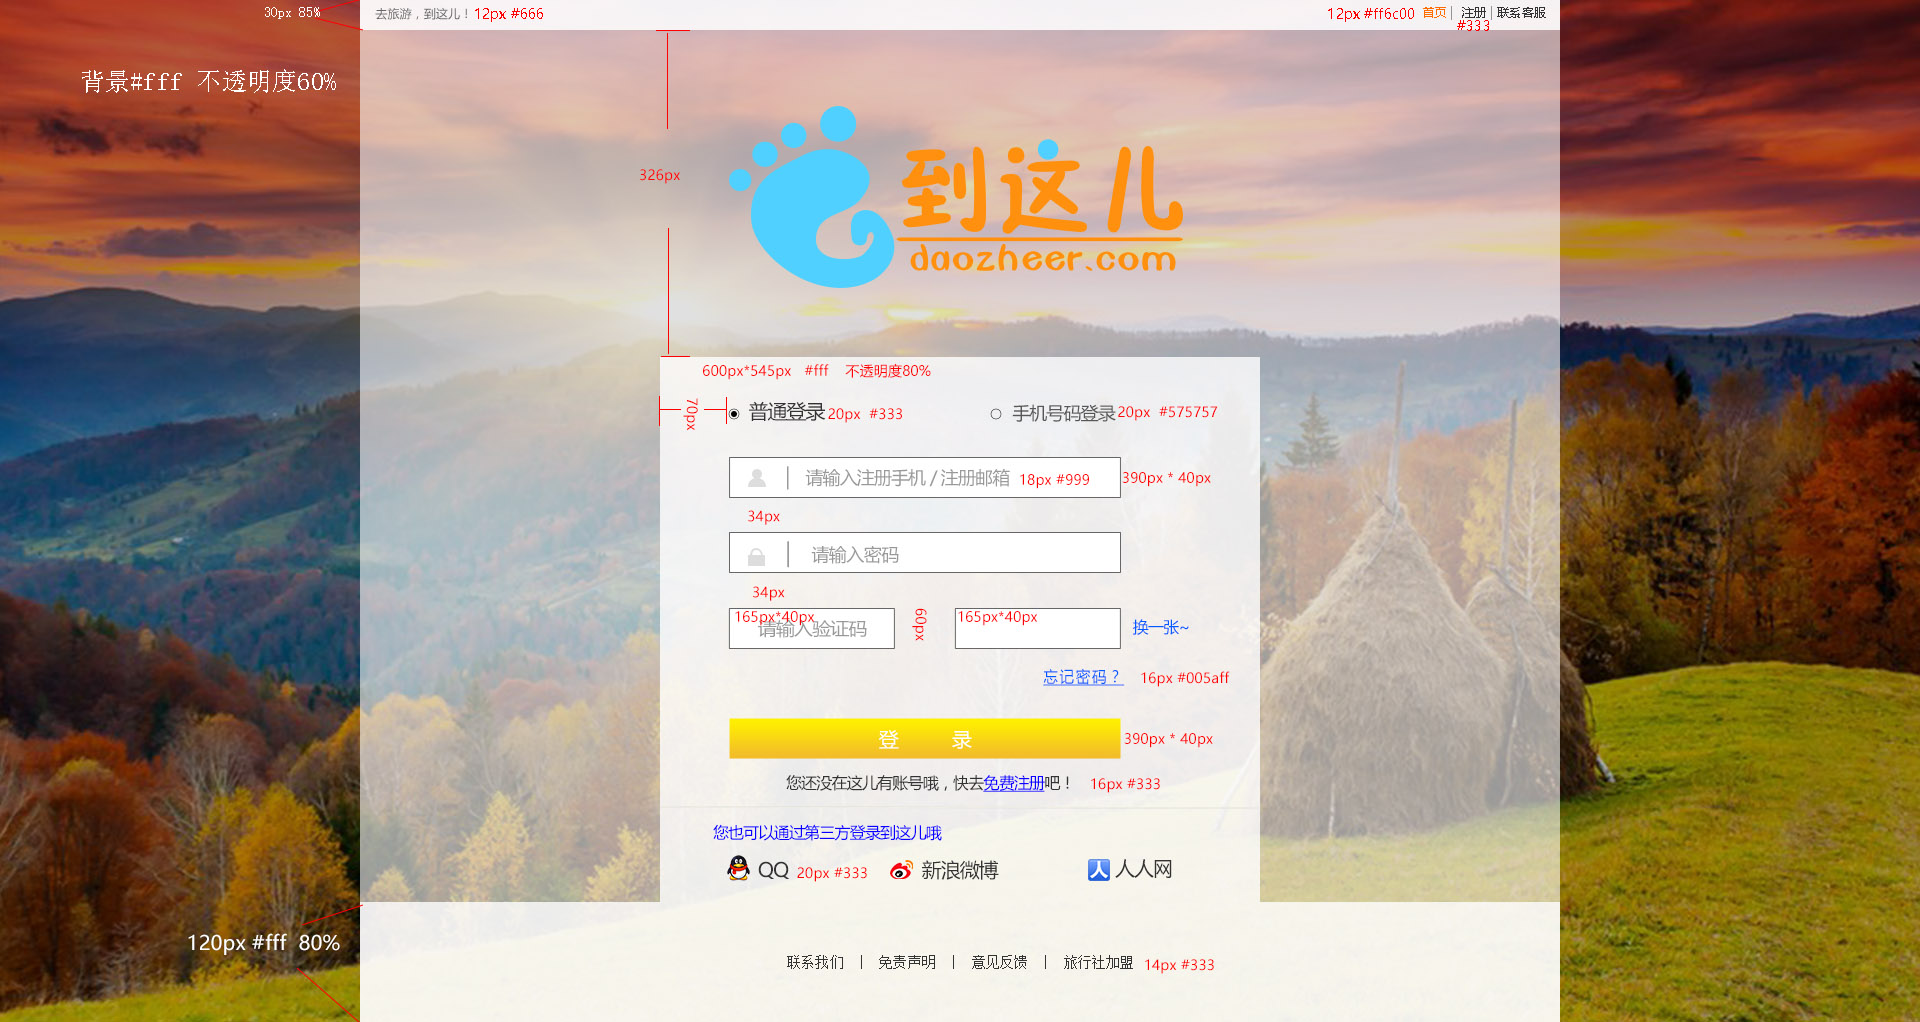 30px 85%
去旅游，到这儿！ 12px #666
12px #ff6c00 首页 | 注册 | 联系客服
#333
背景#fff 不透明度60%
326px
到这儿
daozheer.com
600px*545px #fff 不透明度80%
70px
普通登录 20px #333
手机号码登录 20px #575757
请输入注册手机 / 注册邮箱 18px #999
390px * 40px
34px
请输入密码
34px
165px*40px
请输入验证码
60px
165px*40px
换一张~
忘记密码？ 16px #005aff
登 录
390px * 40px
您还没在这儿有账号哦，快去免费注册吧！ 16px #333
您也可以通过第三方登录到这儿哦
QQ 20px #333 新浪微博 人人网
120px #fff 80%
联系我们 | 免责声明 | 意见反馈 | 旅行社加盟 14px #333